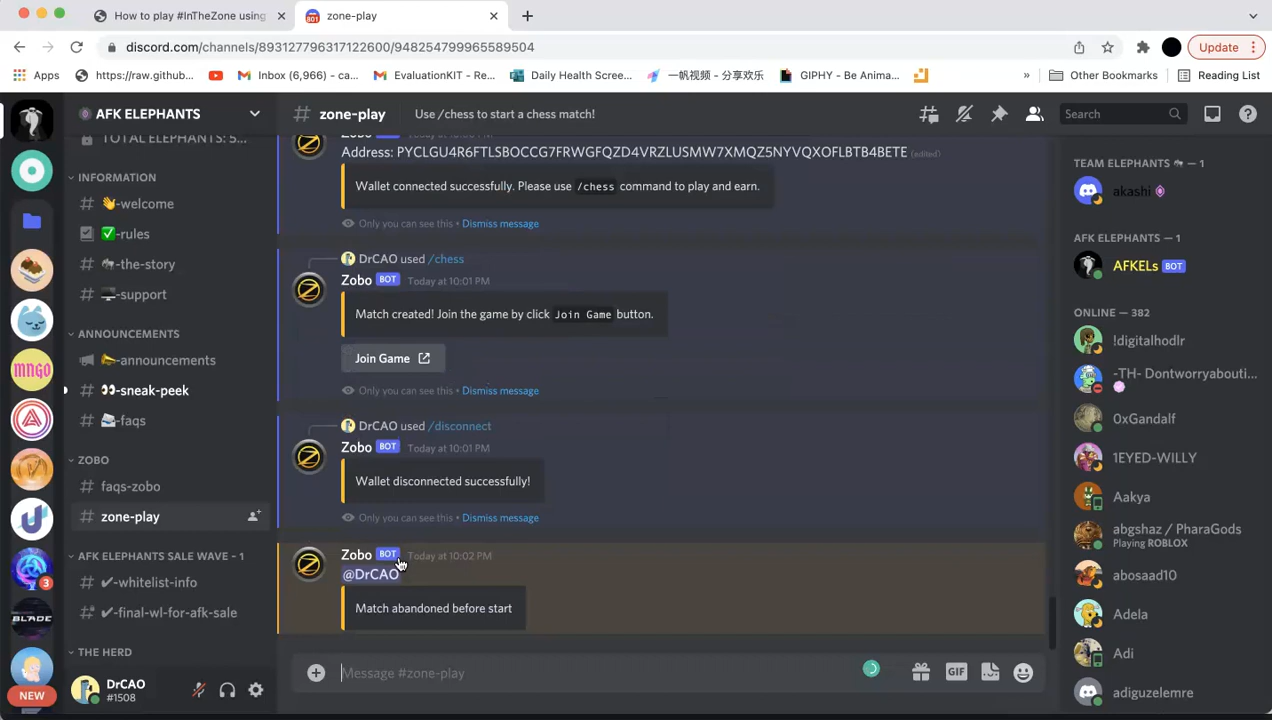 How to play #InTheZone using
zone-play
discord.com/channels/893127796317122600/948254799965589504
Update
Apps
https://raw.github...
Inbox (6,966) - ca...
EvaluationKIT - Re...
Daily Health Scree...
一帆视频 - 分享欢乐
GIPHY - Be Anima...
»
Other Bookmarks
Reading List
AFK ELEPHANTS
# zone-play
Use /chess to start a chess match!
Search
TOTAL ELEPHANTS: 5...
INFORMATION
-welcome
-rules
-the-story
-support
ANNOUNCEMENTS
-announcements
-sneak-peek
-faqs
ZOBO
faqs-zobo
zone-play
AFK ELEPHANTS SALE WAVE - 1
✔-whitelist-info
✔-final-wl-for-afk-sale
THE HERD
MNGO
3
BLADE
NEW
DrCAO
#1508
Zobo
Address: PYCLGU4R6FTLSBOCCG7FRWGFQZD4VRZLUSMW7XMQZ5NYVQXOFLBTB4BETE (edited)
Wallet connected successfully. Please use /chess command to play and earn.
Only you can see this • Dismiss message
DrCAO used /chess
Zobo BOT Today at 10:01 PM
Match created! Join the game by click Join Game button.
Join Game
Only you can see this • Dismiss message
DrCAO used /disconnect
Zobo BOT Today at 10:01 PM
Wallet disconnected successfully!
Only you can see this • Dismiss message
Zobo BOT Today at 10:02 PM
@DrCAO
Match abandoned before start
Message #zone-play
GIF
TEAM ELEPHANTS — 1
akashi
AFK ELEPHANTS — 1
AFKELs BOT
ONLINE — 382
!digitalhodlr
-TH- Dontworryabouti...
0xGandalf
1EYED-WILLY
Aakya
abgshaz / PharaGods
Playing ROBLOX
abosaad10
Adela
Adi
adiguzelemre